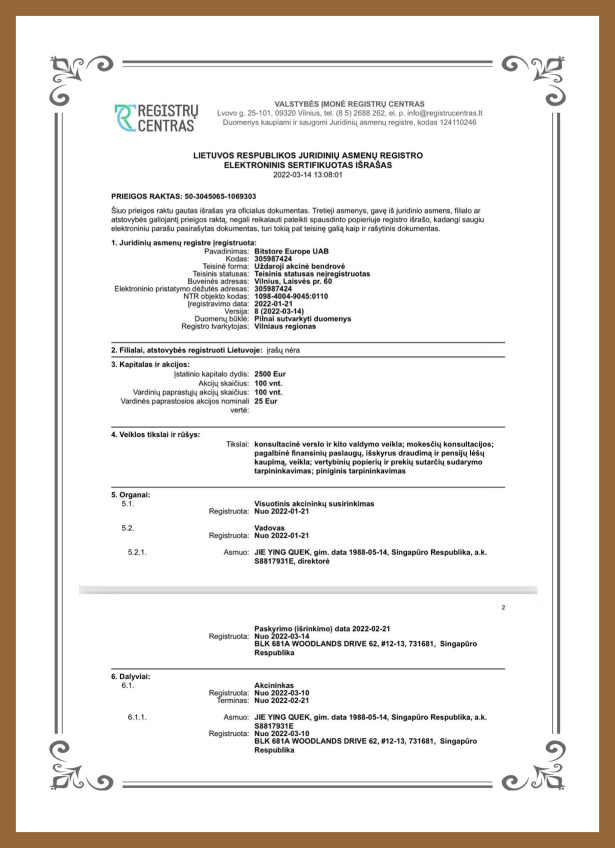 REGISTRŲ
CENTRAS
VALSTYBĖS ĮMONĖ REGISTRŲ CENTRAS
Lvovo g. 25-101, 09320 Vilnius, tel. (8 5) 2688 262, el. p. info@registrucentras.lt
Duomenys kaupiami ir saugomi Juridinių asmenų registre, kodas 124110246
LIETUVOS RESPUBLIKOS JURIDINIŲ ASMENŲ REGISTRO
ELEKTRONINIS SERTIFIKUOTAS IŠRAŠAS
2022-03-14 13:08:01
PRIEIGOS RAKTAS: 50-3045065-1069303
Šiuo prieigos raktu gautas išrašas yra oficialus dokumentas. Tretieji asmenys, gavę iš juridinio asmens, filialo ar
atstovybės galiojantį prieigos raktą, negali reikalauti pateikti spausdinto popieriuje registro išrašo, kadangi saugiu
elektroniniu parašu pasirašytas dokumentas, turi tokią pat teisinę galią kaip ir rašytinis dokumentas.
1. Juridinių asmenų registre įregistruota:
Pavadinimas: Bitstore Europe UAB
Kodas: 305987424
Teisinė forma: Uždaroji akcinė bendrovė
Teisinis statusas: Teisinis statusas neįregistruotas
Buveinės adresas: Vilnius, Laisvės pr. 60
Elektroninio pristatymo dėžutės adresas: 305987424
NTR objekto kodas: 1098-4004-9045:0110
Įregistravimo data: 2022-01-21
Versija: 8 (2022-03-14)
Duomenų būklė: Pilnai sutvarkyti duomenys
Registro tvarkytojas: Vilniaus regionas
2. Filialai, atstovybės registruoti Lietuvoje: įrašų nėra
3. Kapitalas ir akcijos:
Įstatinio kapitalo dydis: 2500 Eur
Akcijų skaičius: 100 vnt.
Vardinių paprastųjų akcijų skaičius: 100 vnt.
Vardinės paprastosios akcijos nominali 25 Eur
vertė:
4. Veiklos tikslai ir rūšys:
Tikslai: konsultacinė verslo ir kito valdymo veikla; mokesčių konsultacijos;
pagalbinė finansinių paslaugų, išskyrus draudimą ir pensijų lėšų
kaupimą, veikla; vertybinių popierių ir prekių sutarčių sudarymo
tarpininkavimas; piniginis tarpininkavimas
5. Organai:
5.1. Visuotinis akcininkų susirinkimas
Registruota: Nuo 2022-01-21
5.2. Vadovas
Registruota: Nuo 2022-01-21
5.2.1. Asmuo: JIE YING QUEK, gim. data 1988-05-14, Singapūro Respublika, a.k.
S8817931E, direktorė
2
Paskyrimo (išrinkimo) data 2022-02-21
Registruota: Nuo 2022-03-14
BLK 681A WOODLANDS DRIVE 62, #12-13, 731681, Singapūro
Respublika
6. Dalyviai:
6.1. Akcininkas
Registruota: Nuo 2022-03-10
Terminas: Nuo 2022-02-21
6.1.1. Asmuo: JIE YING QUEK, gim. data 1988-05-14, Singapūro Respublika, a.k.
S8817931E
Registruota: Nuo 2022-03-10
BLK 681A WOODLANDS DRIVE 62, #12-13, 731681, Singapūro
Respublika